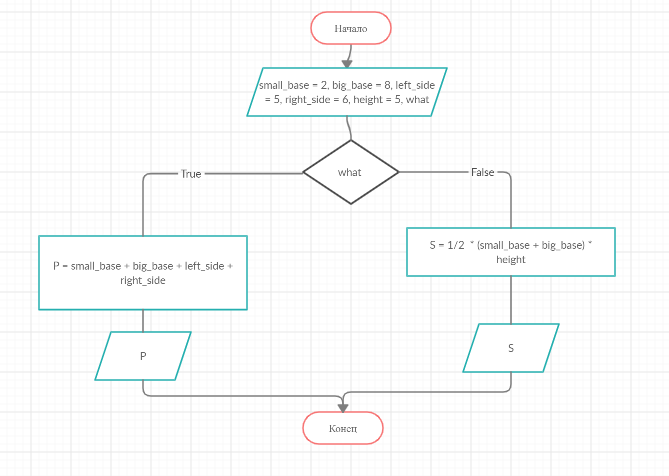 Начало
small_base = 2, big_base = 8, left_side
= 5, right_side = 6, height = 5, what
what
True
False
P = small_base + big_base + left_side +
right_side
S = 1/2 * (small_base + big_base) *
height
P
S
Конец